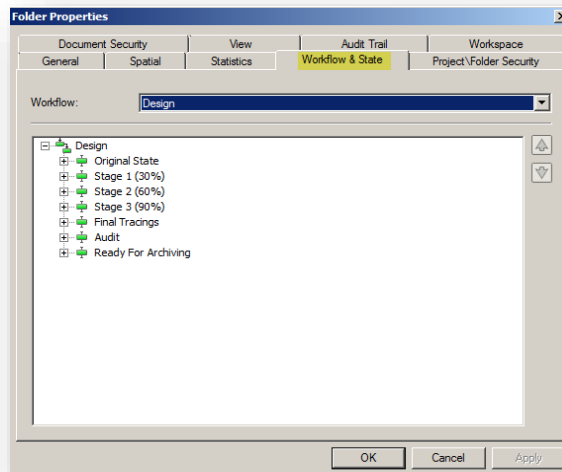 Folder Properties
Document Security View Audit Trail Workspace
General Spatial Statistics Workflow & State Project\Folder Security
Workflow: Design
Design
Original State
Stage 1 (30%)
Stage 2 (60%)
Stage 3 (90%)
Final Tracings
Audit
Ready For Archiving
OK Cancel Apply